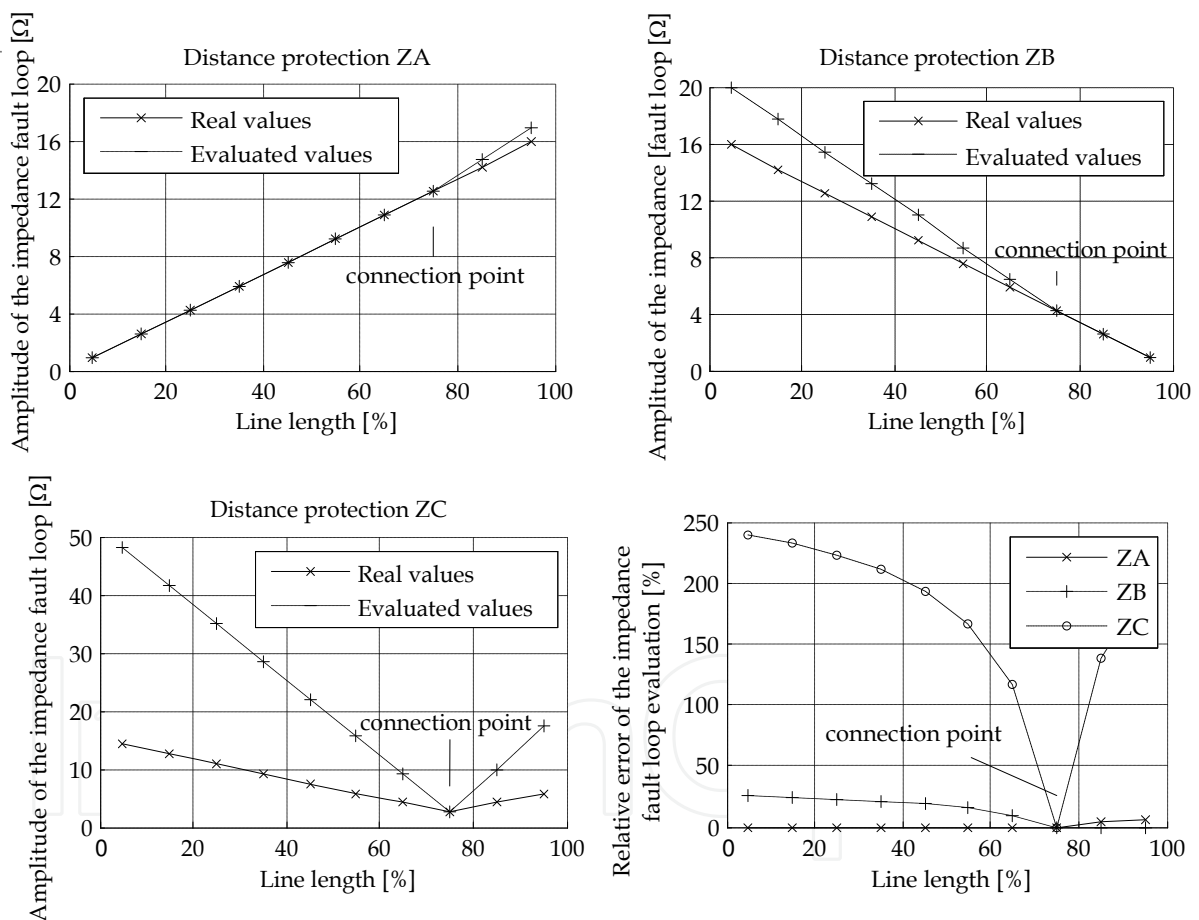 Distance protection ZA
Amplitude of the impedance fault loop [Ω]
20
16
12
8
4
0
Real values
Evaluated values
connection point
0 20 40 60 80 100
Line length [%]
Distance protection ZB
Amplitude of the impedance [fault loop [Ω]
20
16
12
8
4
0
Real values
Evaluated values
connection point
0 20 40 60 80 100
Line length [%]
Distance protection ZC
Amplitude of the impedance fault loop [Ω]
50
40
30
20
10
0
Real values
Evaluated values
connection point
0 20 40 60 80 100
Line length [%]
Relative error of the impedance
fault loop evaluation [%]
250
200
150
100
50
0
ZA
ZB
ZC
connection point
0 20 40 60 80 100
Line length [%]